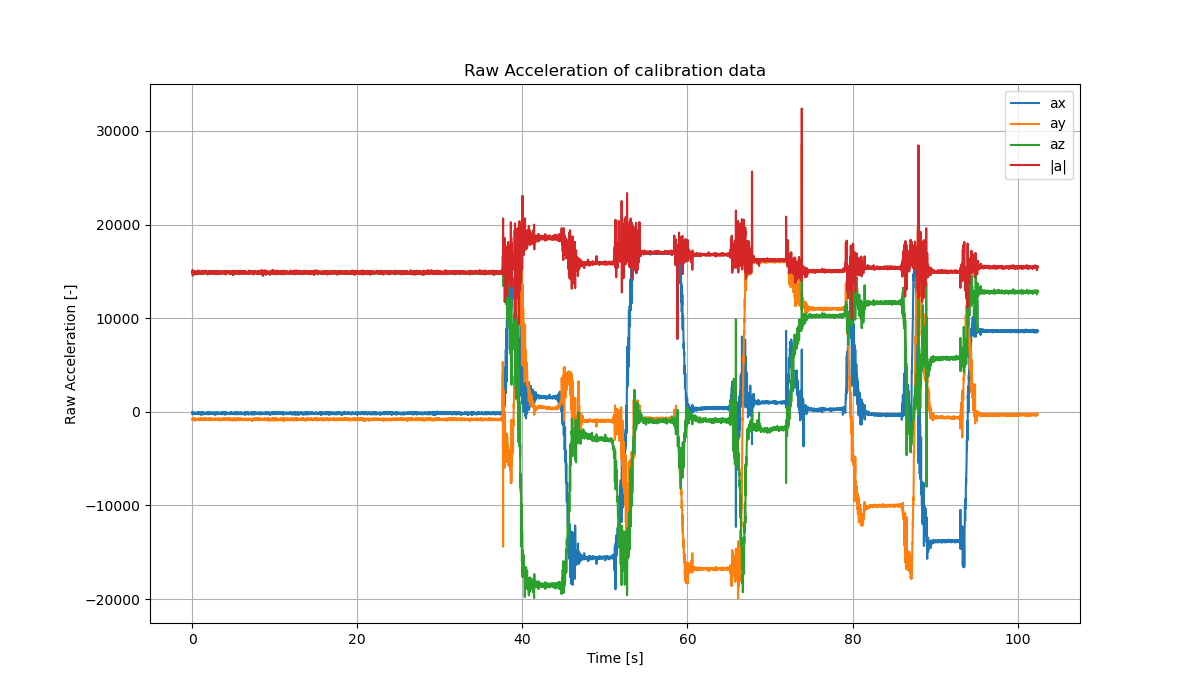 Raw Acceleration of calibration data
ax
ay
az
|a|
30000
20000
10000
0
−10000
−20000
Raw Acceleration [-]
0
20
40
60
80
100
Time [s]